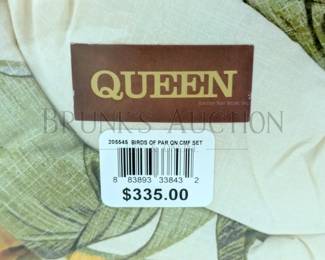 QUEEN
BRUNK'S AUCTION
205545 BIRDS OF PAR QN CMF SET
8 83893 33843 2
$335.00